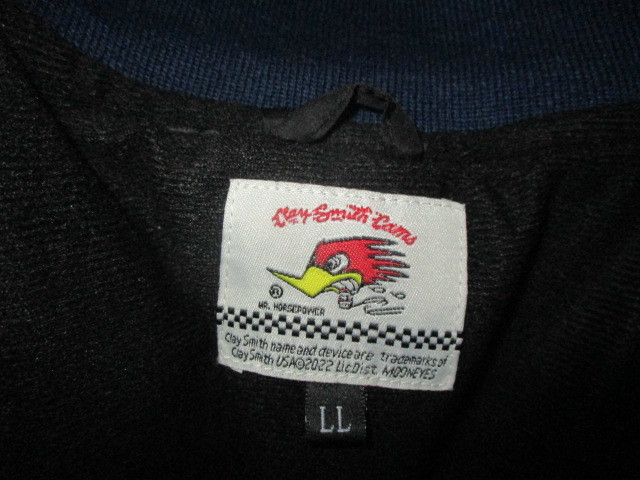 Clay Smith Cams
®
MR. HORSEPOWER
Clay Smith name and device are trademarks of
Clay Smith USA©2022 Lic.Dist. MOONEYES
LL